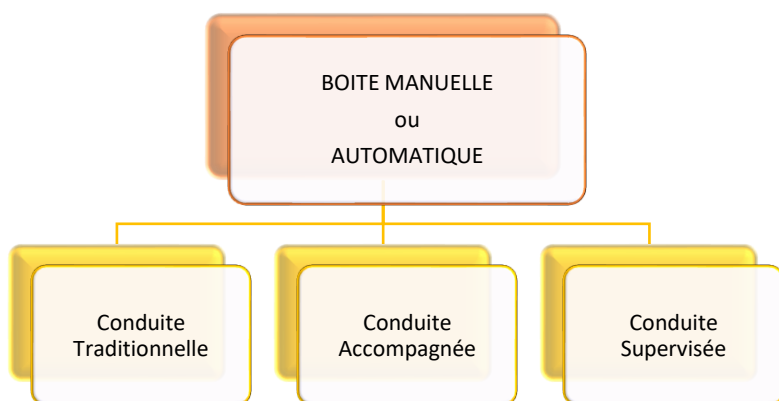 BOITE MANUELLE
ou
AUTOMATIQUE
Conduite
Traditionnelle
Conduite
Accompagnée
Conduite
Supervisée